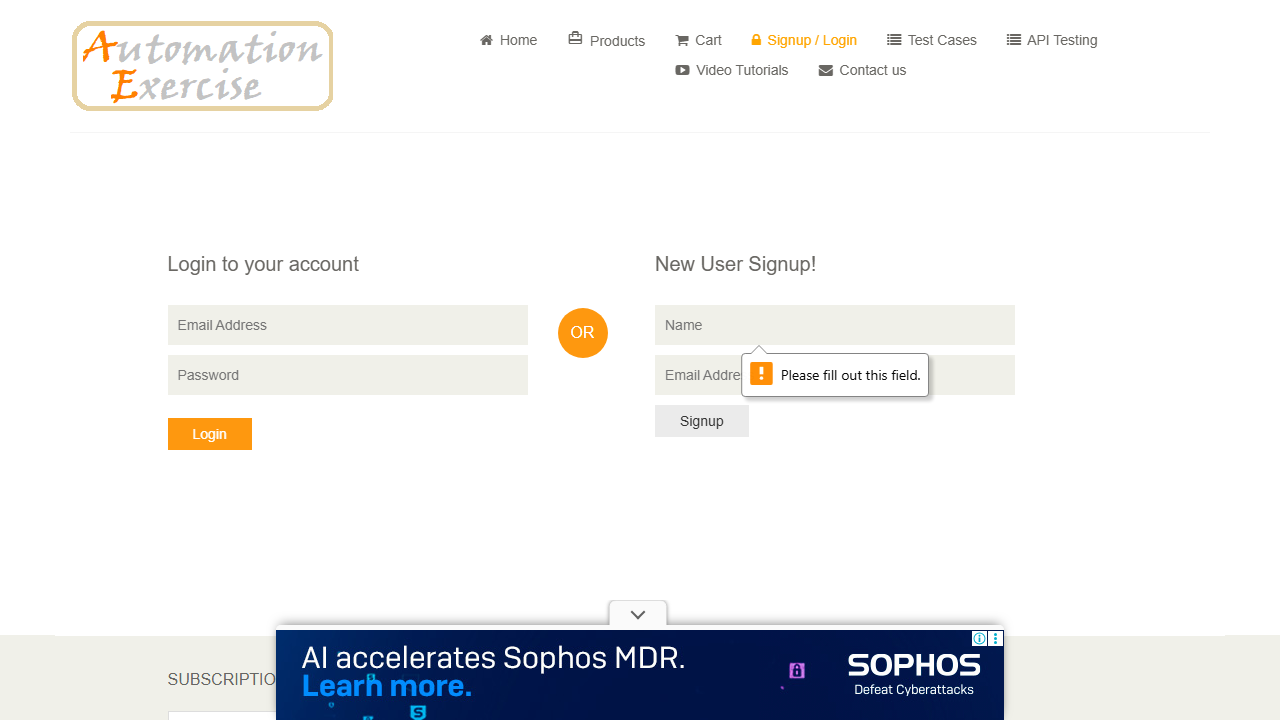 Automation
Exercise
Home
Products
Cart
Signup / Login
Test Cases
API Testing
Video Tutorials
Contact us
Login to your account
Email Address
Password
Login
OR
New User Signup!
Name
Email Addre
Please fill out this field.
Signup
SUBSCRIPTIO
AI accelerates Sophos MDR.
Learn more.
SOPHOS
Defeat Cyberattacks